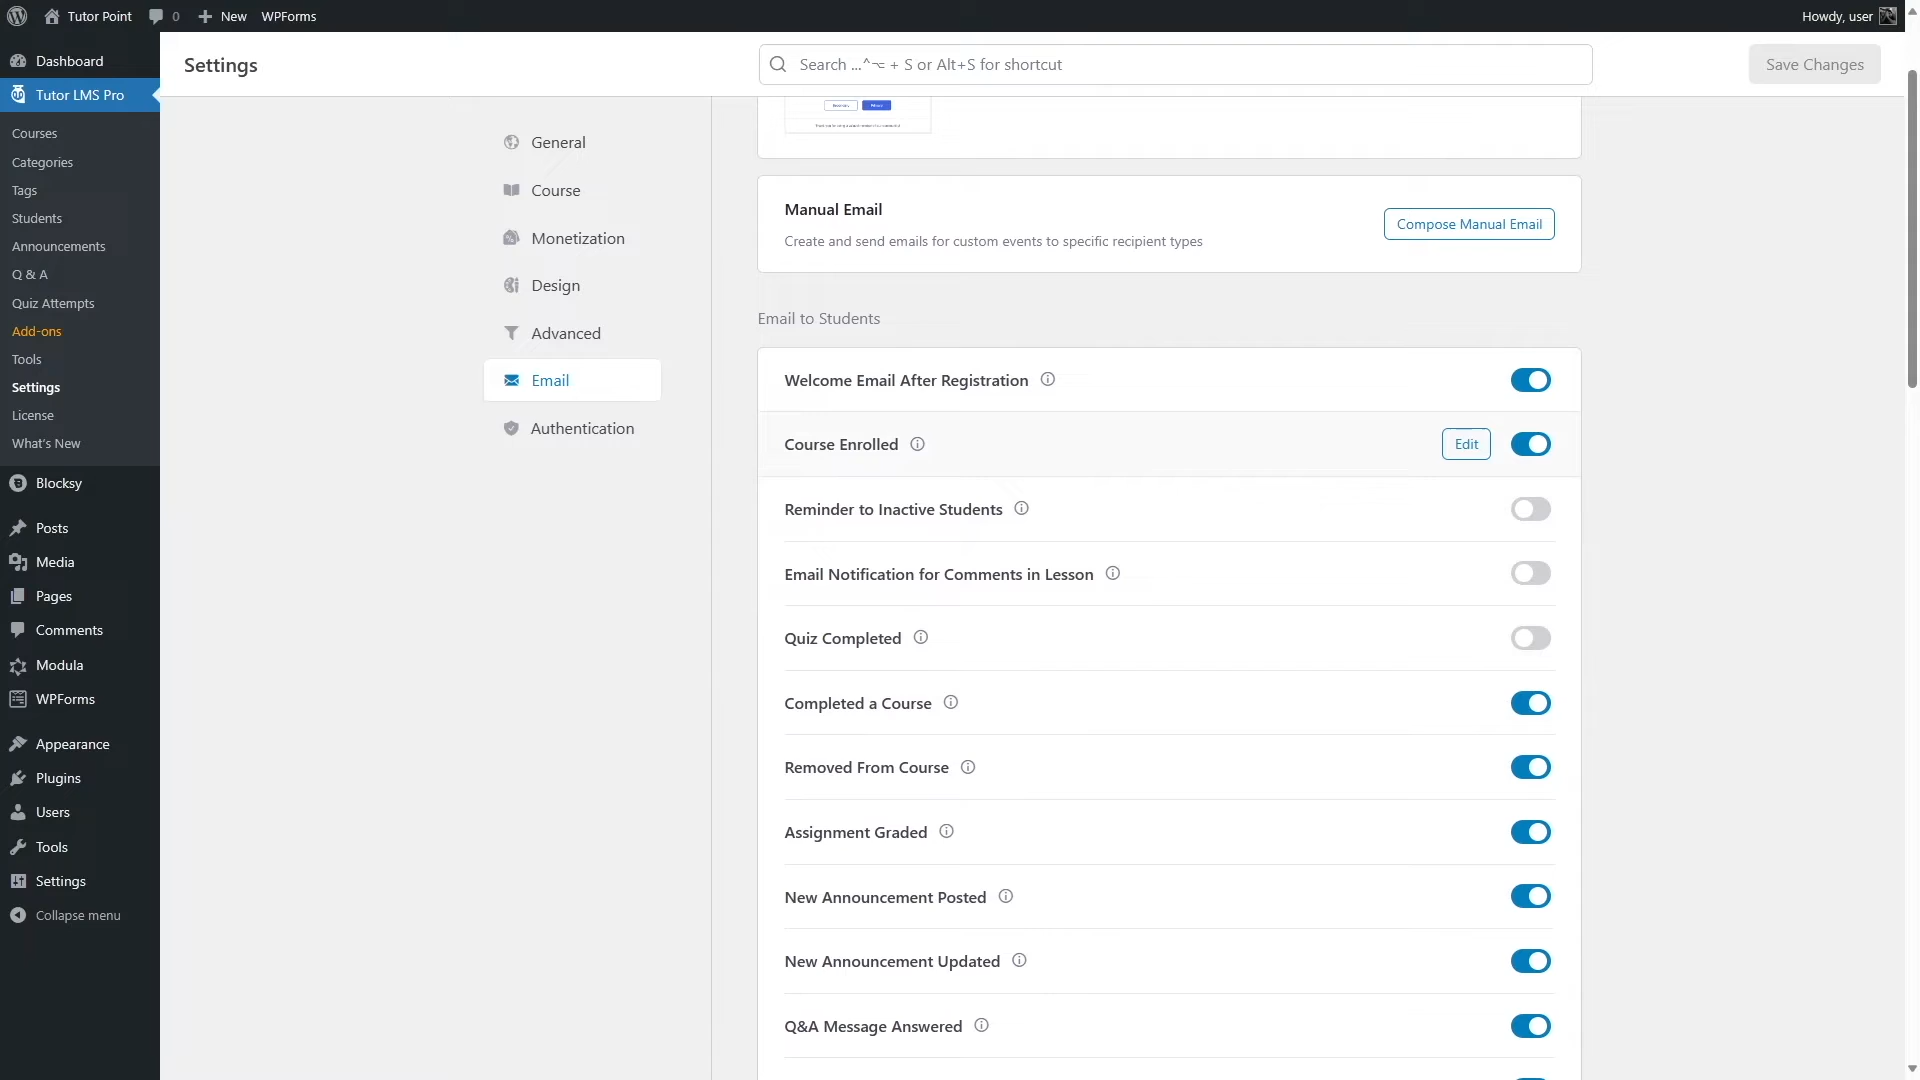 Tutor Point
0
New
WPForms
Howdy, user
Dashboard
Tutor LMS Pro
Courses
Categories
Tags
Students
Announcements
Q & A
Quiz Attempts
Add-ons
Tools
Settings
License
What's New
Blocksy
Posts
Media
Pages
Comments
Modula
WPForms
Appearance
Plugins
Users
Tools
Settings
Collapse menu
Settings
Search ...^⌥ + S or Alt+S for shortcut
Save Changes
General
Course
Monetization
Design
Advanced
Email
Authentication
Manual Email
Create and send emails for custom events to specific recipient types
Compose Manual Email
Email to Students
Welcome Email After Registration
Course Enrolled
Edit
Reminder to Inactive Students
Email Notification for Comments in Lesson
Quiz Completed
Completed a Course
Removed From Course
Assignment Graded
New Announcement Posted
New Announcement Updated
Q&A Message Answered